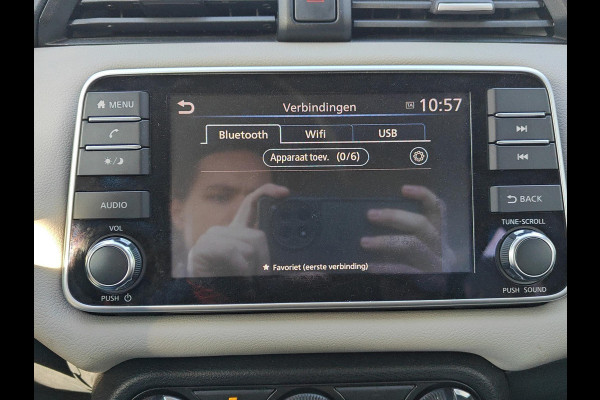 MENU
Verbindingen
TA 10:57
Bluetooth Wifi USB
Apparaat toev. (0/6)
AUDIO
BACK
VOL
TUNE·SCROLL
★ Favoriet (eerste verbinding)
PUSH
PUSH SOUND